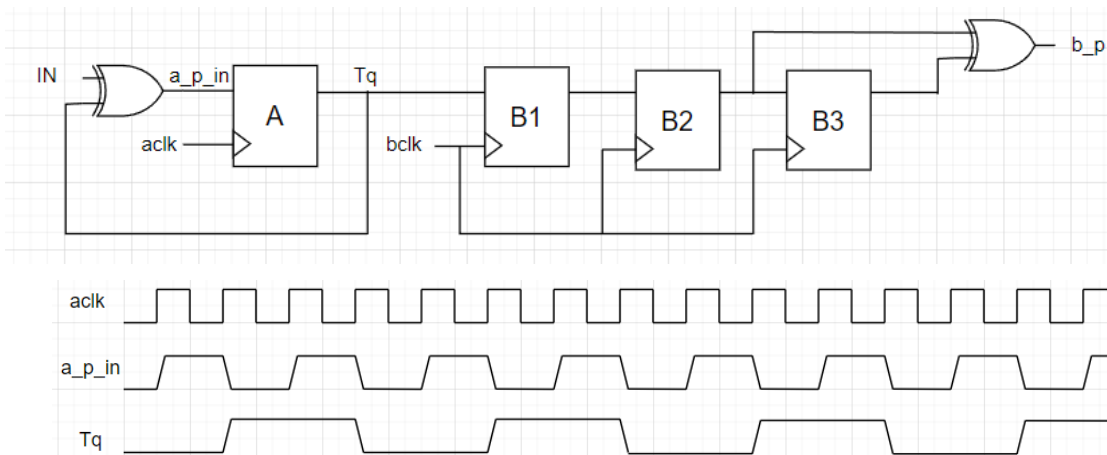 IN
a_p_in
A
aclk
Tq
bclk
B1
B2
B3
b_p
aclk
a_p_in
Tq